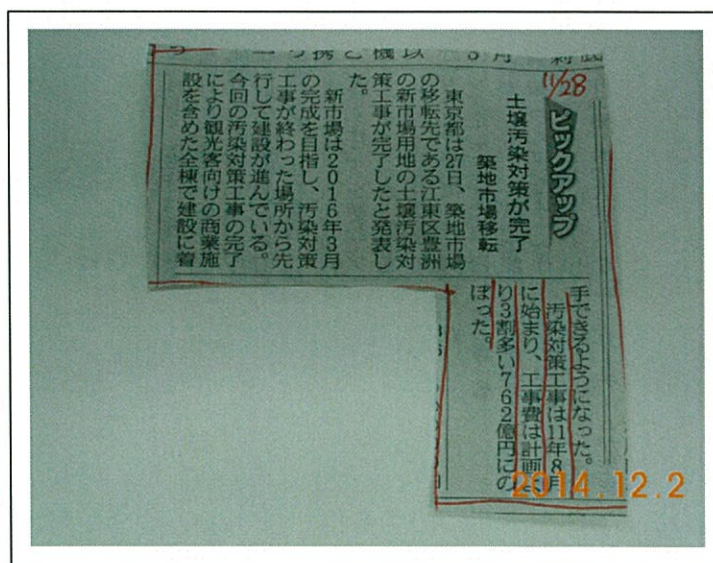 11/28
ピックアップ
土壌汚染対策が完了
築地市場移転
東京都は27日、築地市場
の移転先である江東区豊洲
の新市場用地の土壌汚染対
策工事が完了したと発表し
た。
新市場は2016年3月
の完成を目指し、汚染対策
工事が終わった場所から先
行して建設が進んでいる。
今回の汚染対策工事の完了
により観光客向けの商業施
設を含めた全棟で建設に着
手できるようになった。
汚染対策工事は11年8月
に始まり、工事費は計画よ
り3割多い762億円にの
ぼった。
2014.12.2